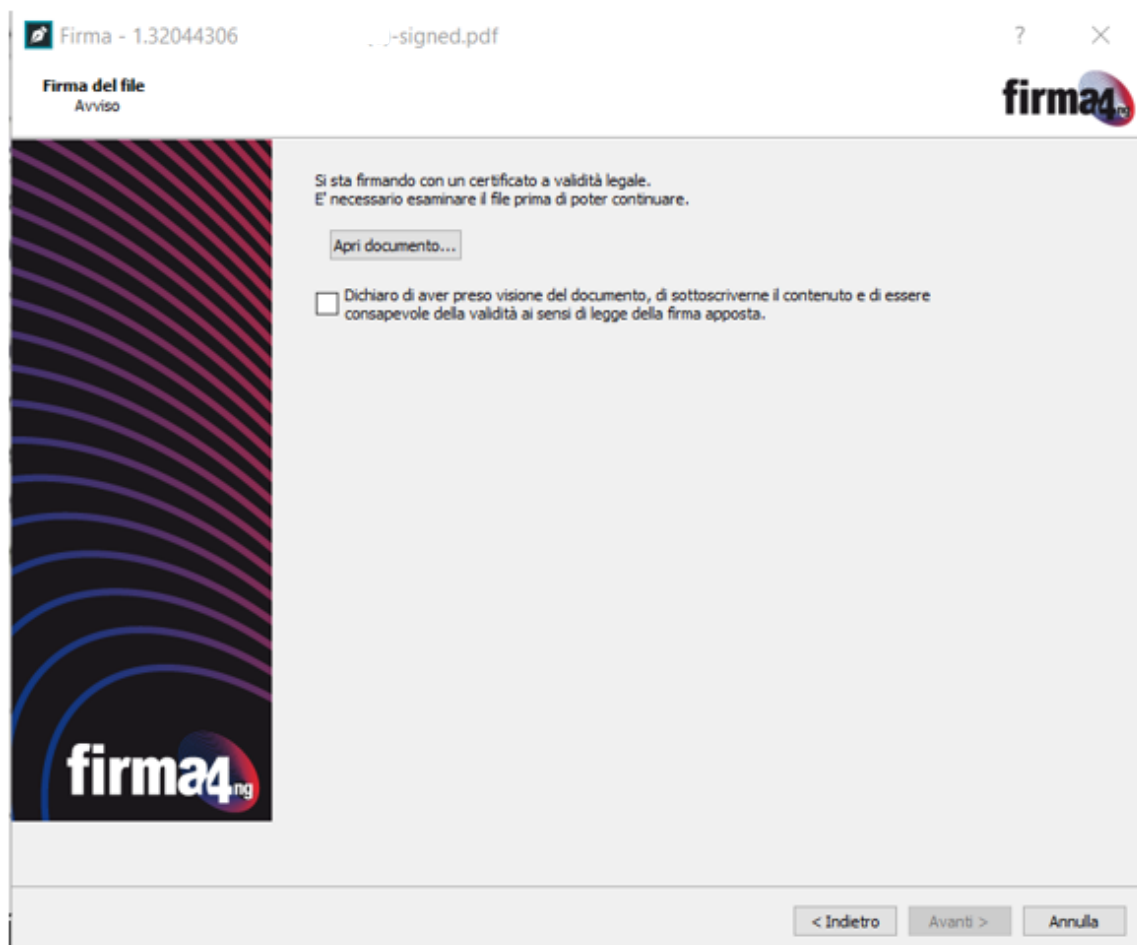 Firma - 1.32044306 -signed.pdf
?
Firma del file
Avviso
firma4ng
Si sta firmando con un certificato a validità legale.
E' necessario esaminare il file prima di poter continuare.
Apri documento...
Dichiaro di aver preso visione del documento, di sottoscriverne il contenuto e di essere
consapevole della validità ai sensi di legge della firma apposta.
firma4ng
< Indietro Avanti > Annulla